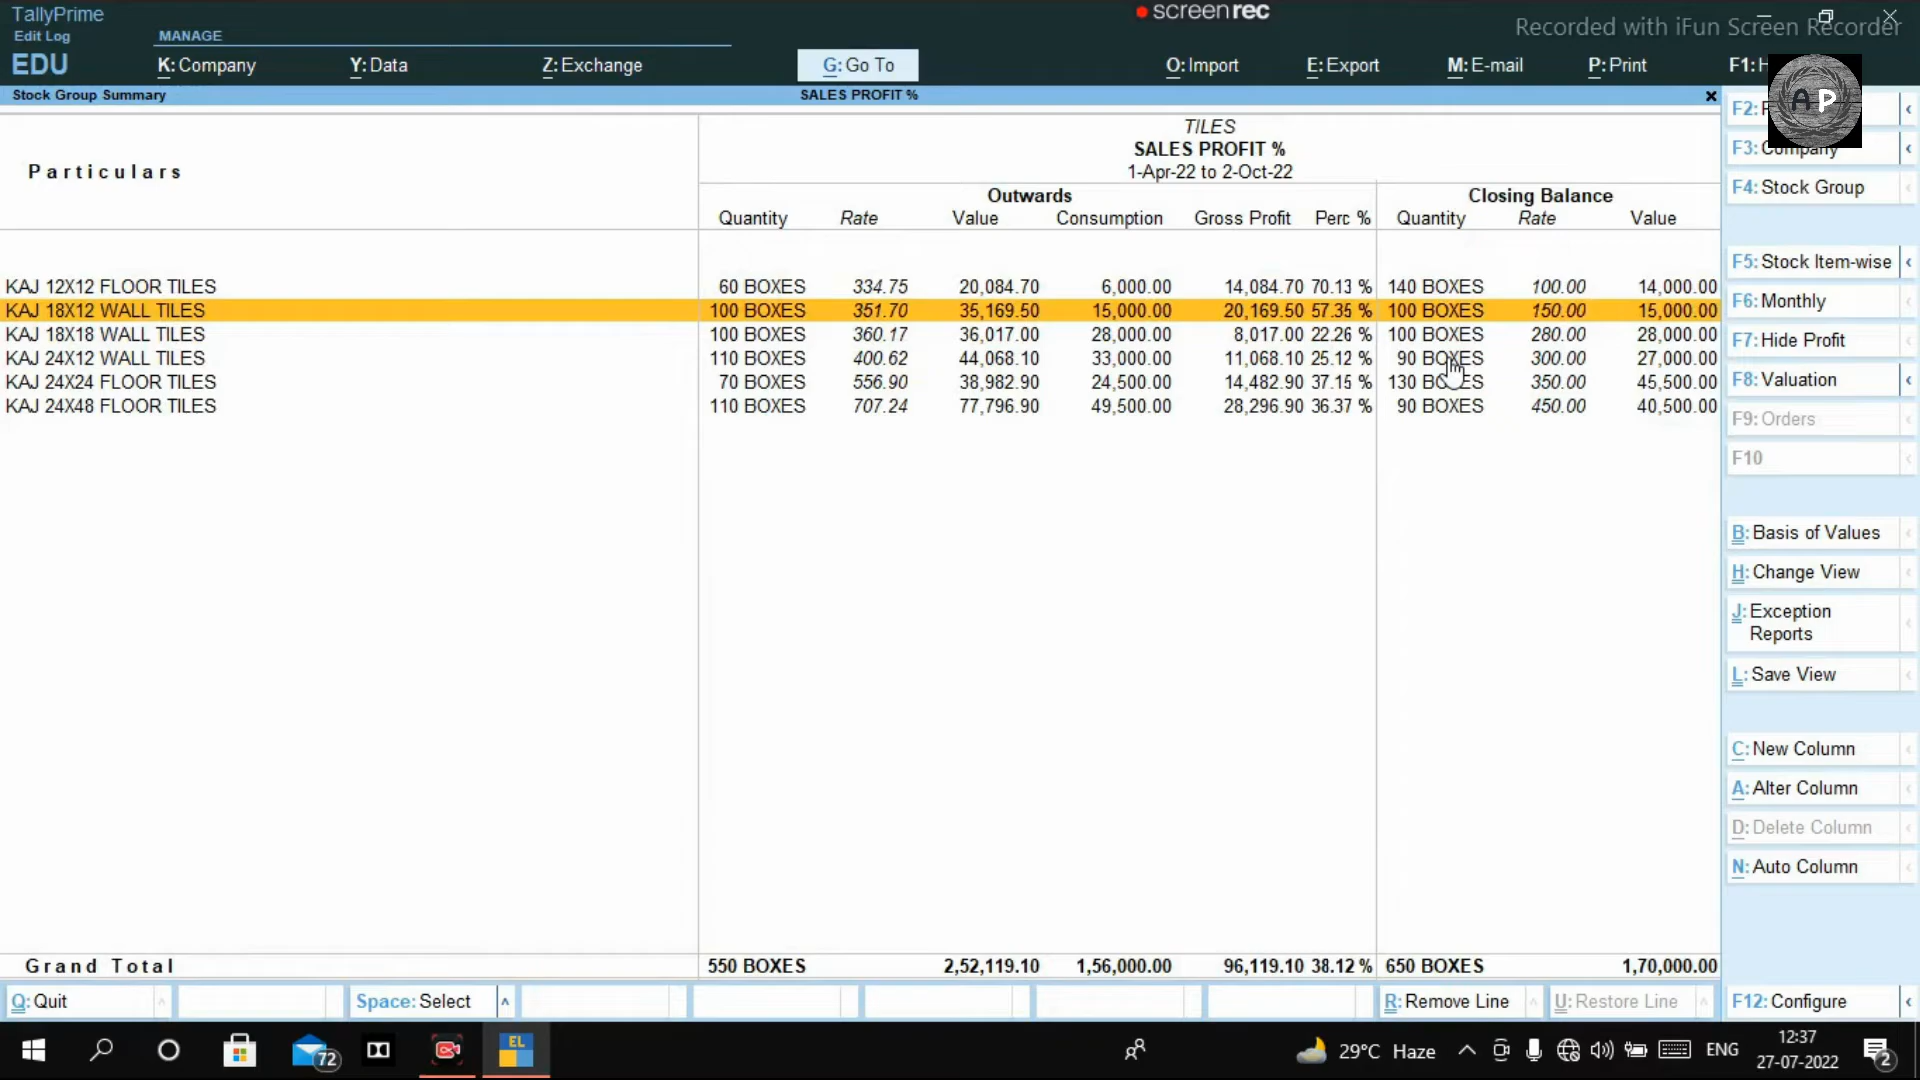 TallyPrime
Edit Log
EDU
MANAGE
K: Company Y: Data Z: Exchange G: Go To O: Import E: Export M: E-mail P: Print F1: H
screenrec
Recorded with iFun Screen Recorder
AP
Stock Group Summary SALES PROFIT %
Particulars
TILES
SALES PROFIT %
1-Apr-22 to 2-Oct-22
Outwards Closing Balance
Quantity Rate Value Consumption Gross Profit Perc % Quantity Rate Value
KAJ 12X12 FLOOR TILES 60 BOXES 334.75 20,084.70 6,000.00 14,084.70 70.13 % 140 BOXES 100.00 14,000.00
KAJ 18X12 WALL TILES 100 BOXES 351.70 35,169.50 15,000.00 20,169.50 57.35 % 100 BOXES 150.00 15,000.00
KAJ 18X18 WALL TILES 100 BOXES 360.17 36,017.00 28,000.00 8,017.00 22.26 % 100 BOXES 280.00 28,000.00
KAJ 24X12 WALL TILES 110 BOXES 400.62 44,068.10 33,000.00 11,068.10 25.12 % 90 BOXES 300.00 27,000.00
KAJ 24X24 FLOOR TILES 70 BOXES 556.90 38,982.90 24,500.00 14,482.90 37.15 % 130 BOXES 350.00 45,500.00
KAJ 24X48 FLOOR TILES 110 BOXES 707.24 77,796.90 49,500.00 28,296.90 36.37 % 90 BOXES 450.00 40,500.00
Grand Total 550 BOXES 2,52,119.10 1,56,000.00 96,119.10 38.12 % 650 BOXES 1,70,000.00
F2:
F3: Company
F4: Stock Group
F5: Stock Item-wise
F6: Monthly
F7: Hide Profit
F8: Valuation
F9: Orders
F10
B: Basis of Values
H: Change View
J: Exception
Reports
L: Save View
C: New Column
A: Alter Column
D: Delete Column
N: Auto Column
Q: Quit Space: Select R: Remove Line U: Restore Line F12: Configure
72 EL 29°C Haze ENG 12:37
27-07-2022 2